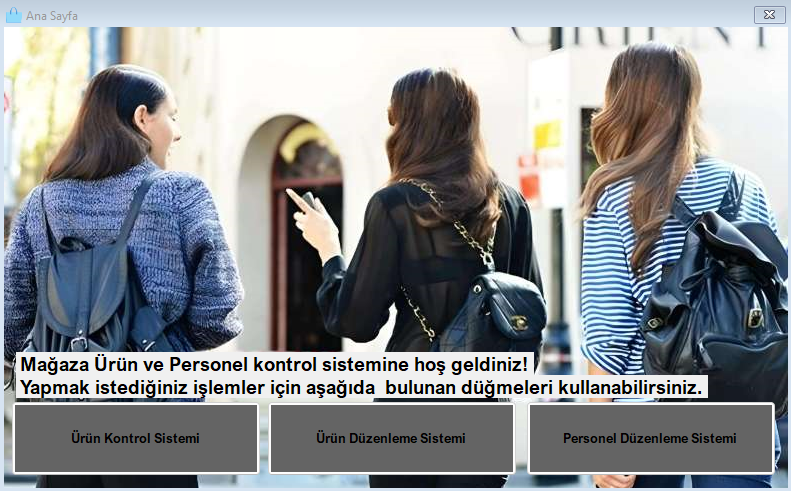 Ana Sayfa
Mağaza Ürün ve Personel kontrol sistemine hoş geldiniz!
Yapmak istediğiniz işlemler için aşağıda  bulunan düğmeleri kullanabilirsiniz.
Ürün Kontrol Sistemi
Ürün Düzenleme Sistemi
Personel Düzenleme Sistemi